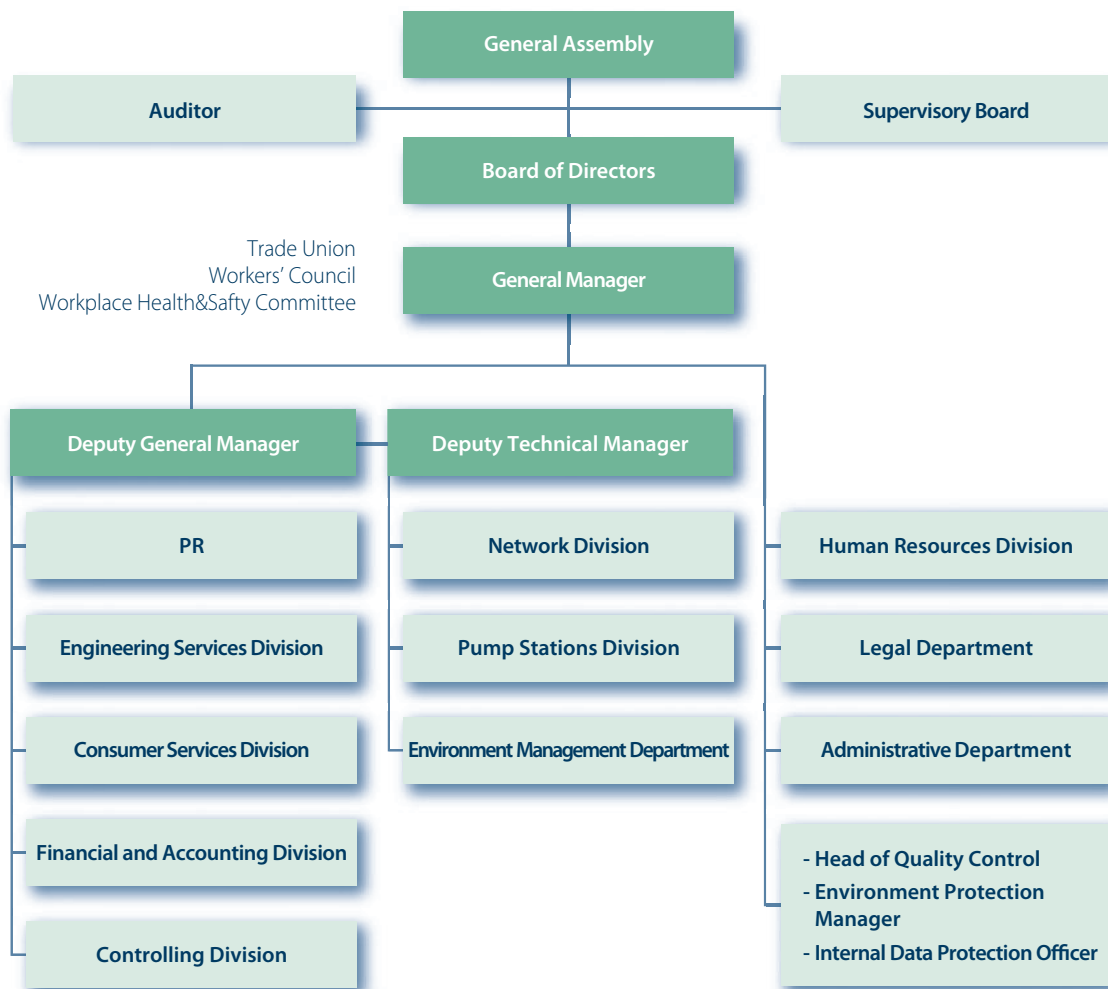 General Assembly
Auditor
Supervisory Board
Board of Directors
Trade Union
Workers' Council
Workplace Health&Safty Committee
General Manager
Deputy General Manager
Deputy Technical Manager
PR
Network Division
Human Resources Division
Engineering Services Division
Pump Stations Division
Legal Department
Consumer Services Division
Environment Management Department
Administrative Department
Financial and Accounting Division
- Head of Quality Control
- Environment Protection
Manager
- Internal Data Protection Officer
Controlling Division